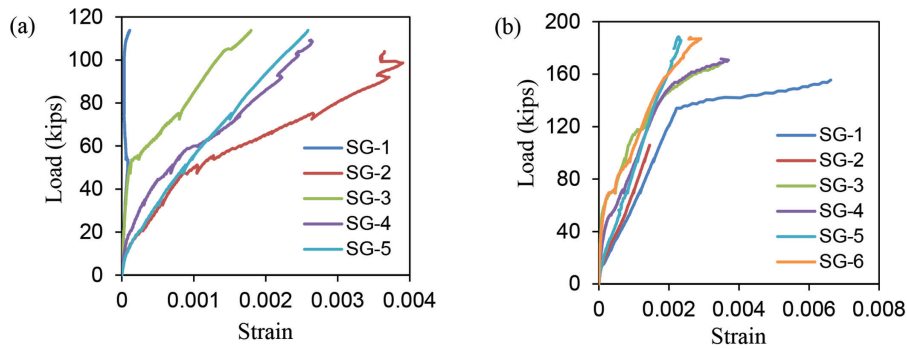 (a)
120
100
80
60
40
20
0
Load (kips)
SG-1
SG-2
SG-3
SG-4
SG-5
0 0.001 0.002 0.003 0.004
Strain
(b)
200
160
120
80
40
0
Load (kips)
SG-1
SG-2
SG-3
SG-4
SG-5
SG-6
0 0.002 0.004 0.006 0.008
Strain